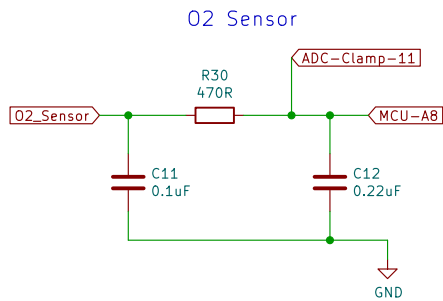 O2 Sensor
ADC-Clamp-11
R30
470R
O2_Sensor
MCU-A8
C11
0.1uF
C12
0.22uF
GND